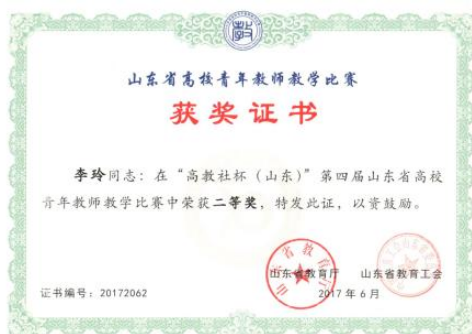 山东省高校青年教师教学比赛
获奖证书
李玲同志：在“高教社杯（山东）”第四届山东省高校
青年教师教学比赛中荣获二等奖，特发此证，以资鼓励。
山东省教育厅 山东省教育工会
证书编号：20172062 2017年6月